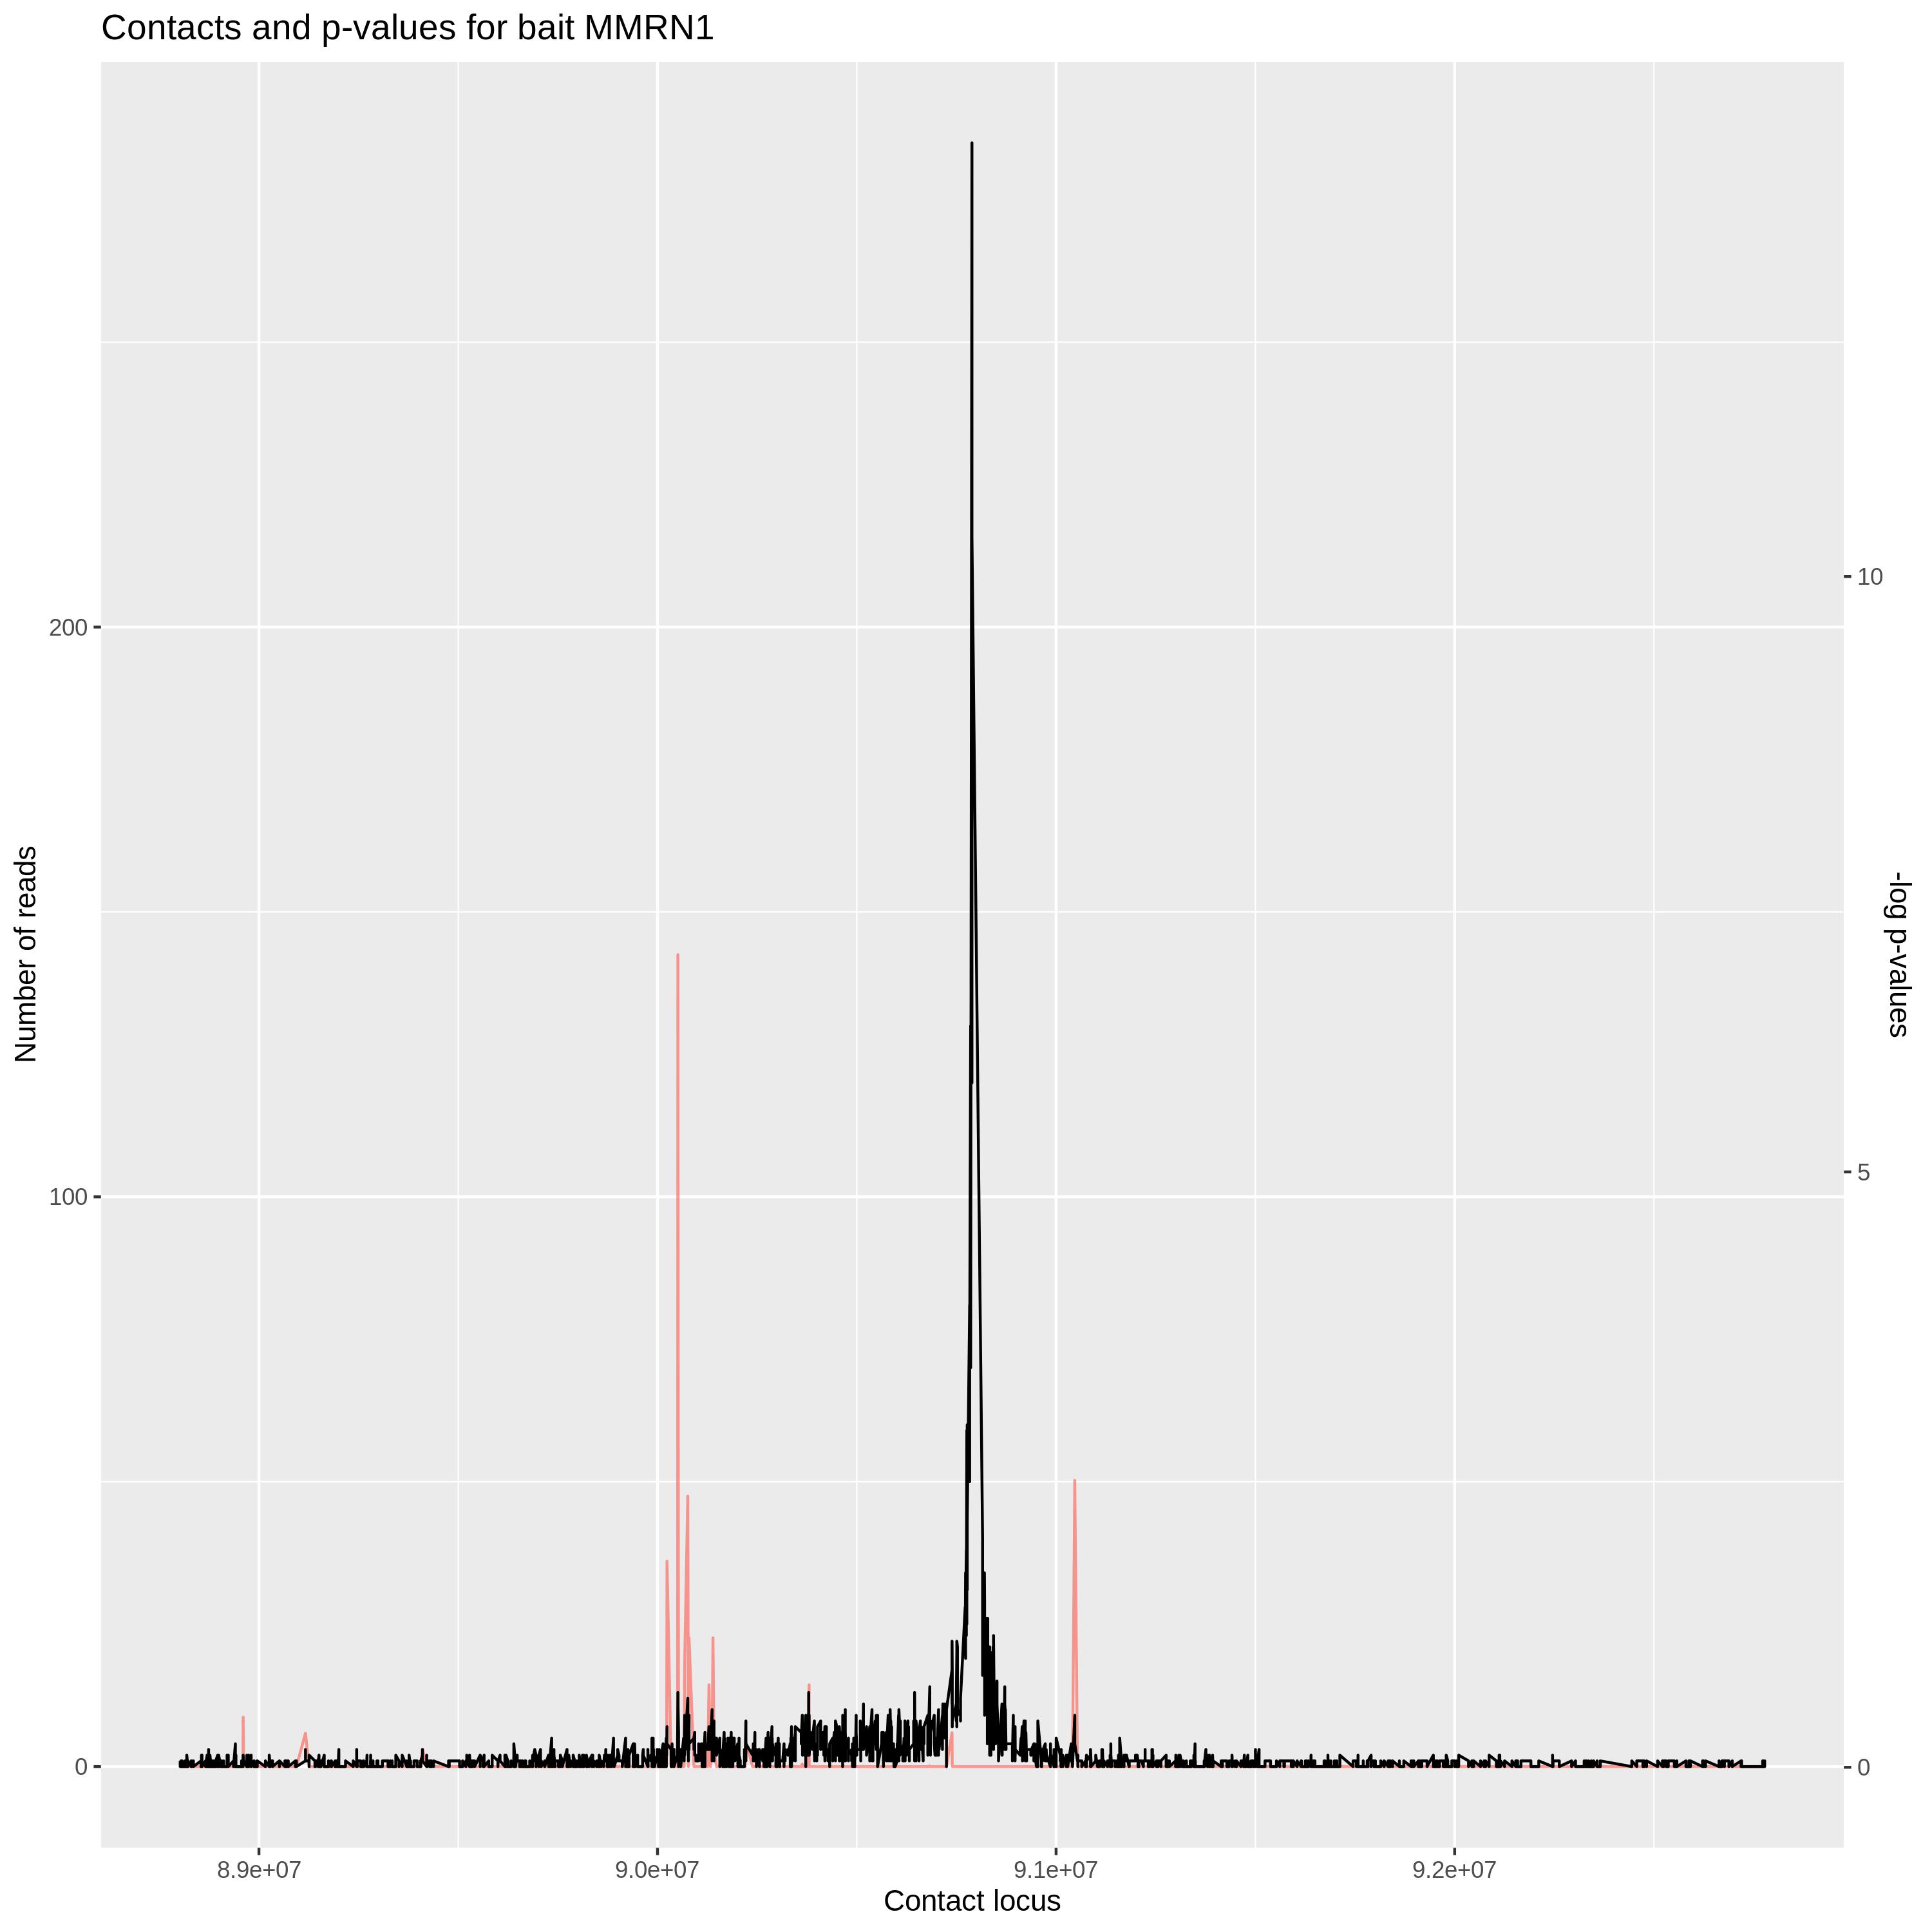 Contacts and p-values for bait MMRN1
Number of reads
200
100
0
10
5
0
-log p-values
8.9e+07
9.0e+07
9.1e+07
9.2e+07
Contact locus